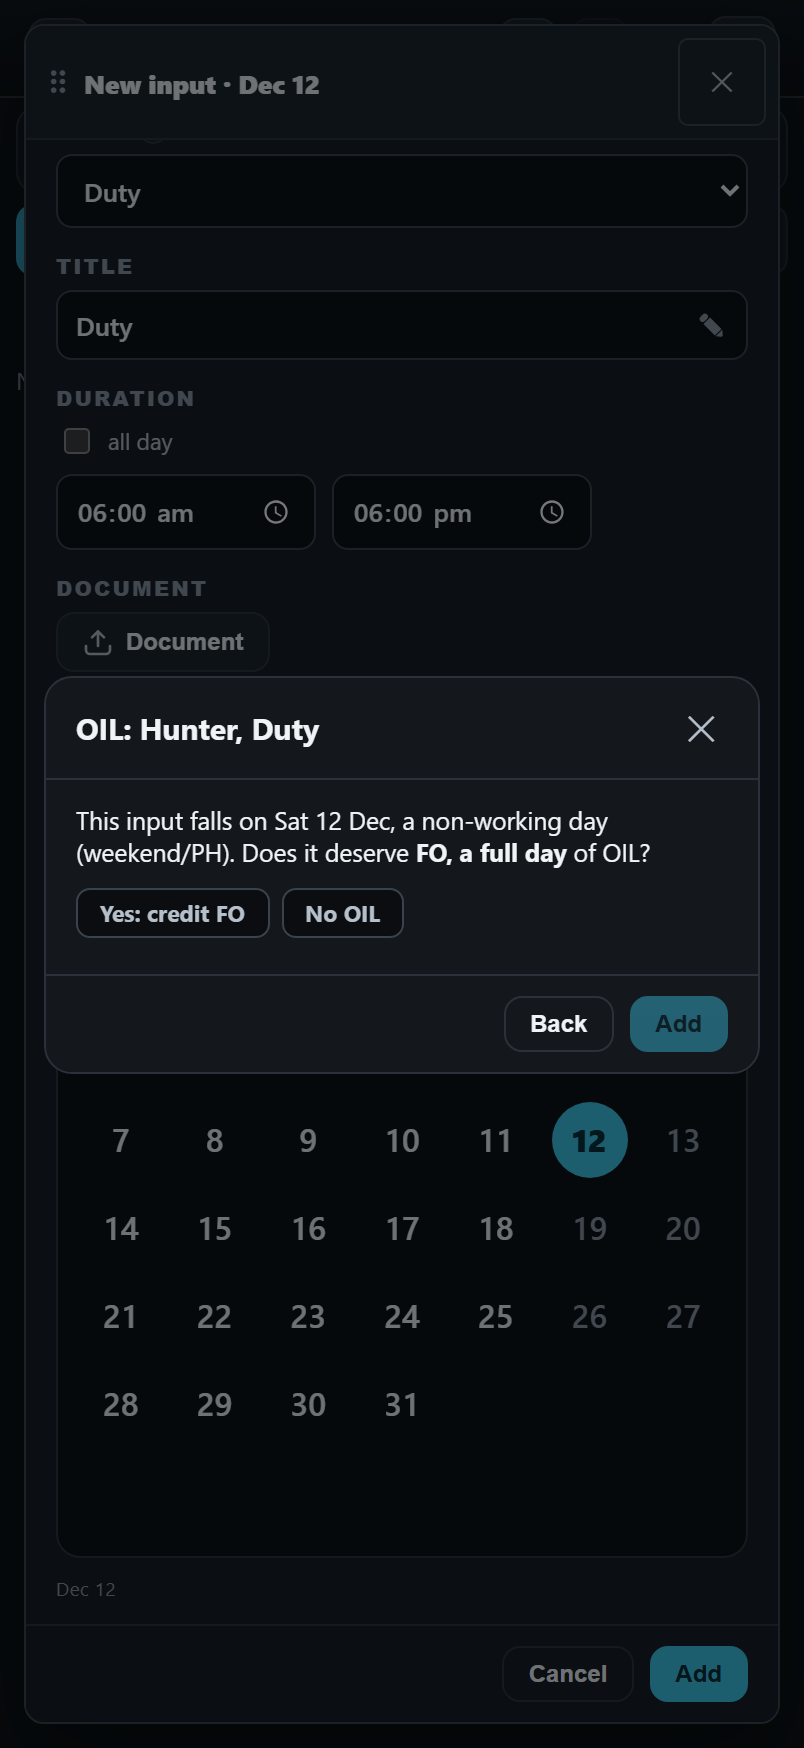 New input · Dec 12
Duty
TITLE
Duty
DURATION
all day
06:00 am
06:00 pm
DOCUMENT
Document
OIL: Hunter, Duty
This input falls on Sat 12 Dec, a non-working day
(weekend/PH). Does it deserve FO, a full day of OIL?
Yes: credit FO
No OIL
Back
Add
7 8 9 10 11 12 13
14 15 16 17 18 19 20
21 22 23 24 25 26 27
28 29 30 31
Dec 12
Cancel
Add